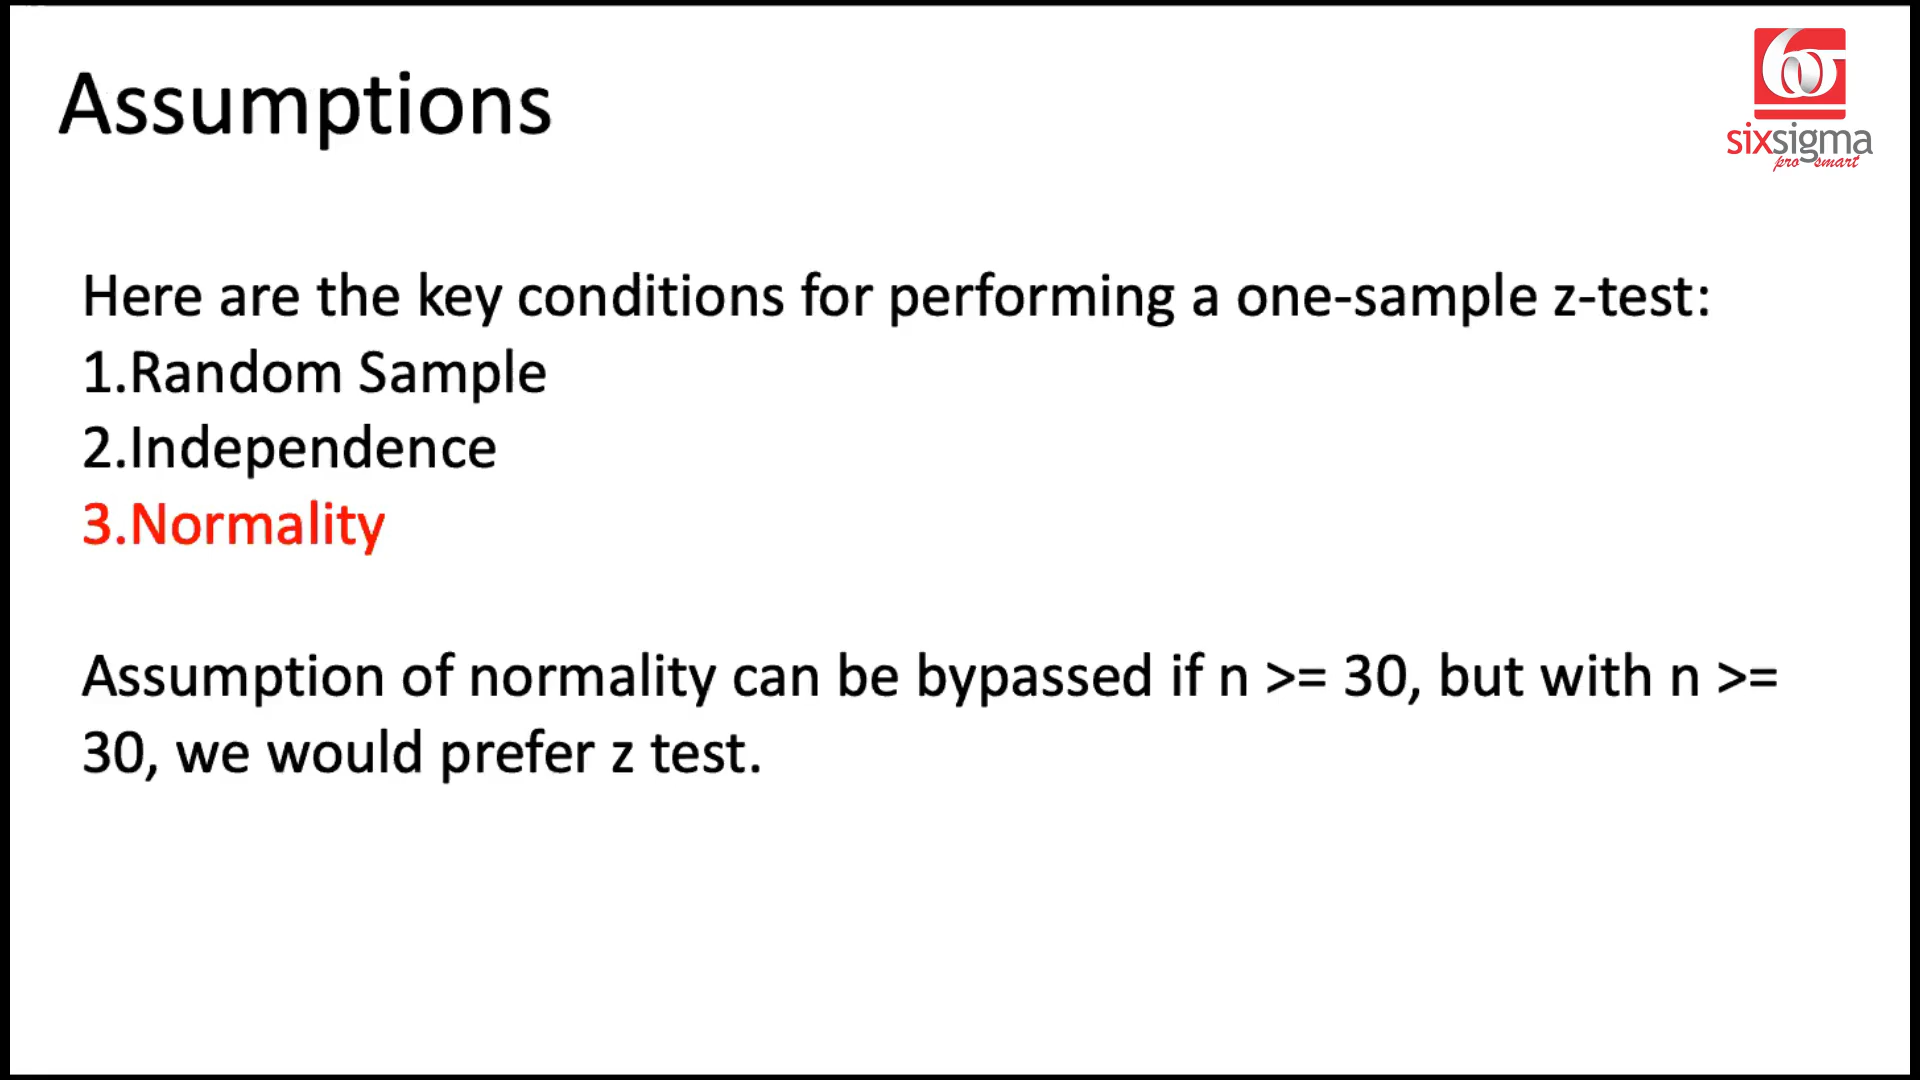 Assumptions
sixsigma
pro smart
Here are the key conditions for performing a one-sample z-test:
1.Random Sample
2.Independence
3.Normality
Assumption of normality can be bypassed if n >= 30, but with n >=
30, we would prefer z test.